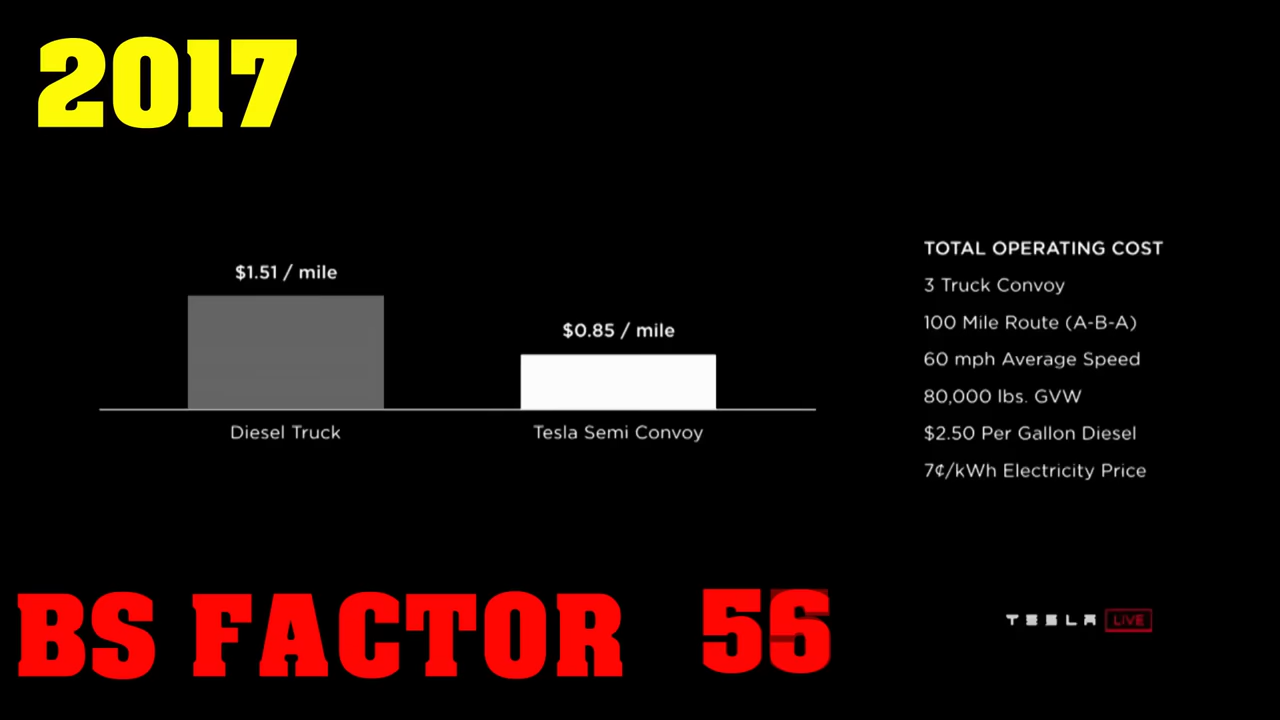 2017
$1.51 / mile
$0.85 / mile
Diesel Truck
Tesla Semi Convoy
TOTAL OPERATING COST
3 Truck Convoy
100 Mile Route (A-B-A)
60 mph Average Speed
80,000 lbs. GVW
$2.50 Per Gallon Diesel
7¢/kWh Electricity Price
BS FACTOR
TESLA LIVE